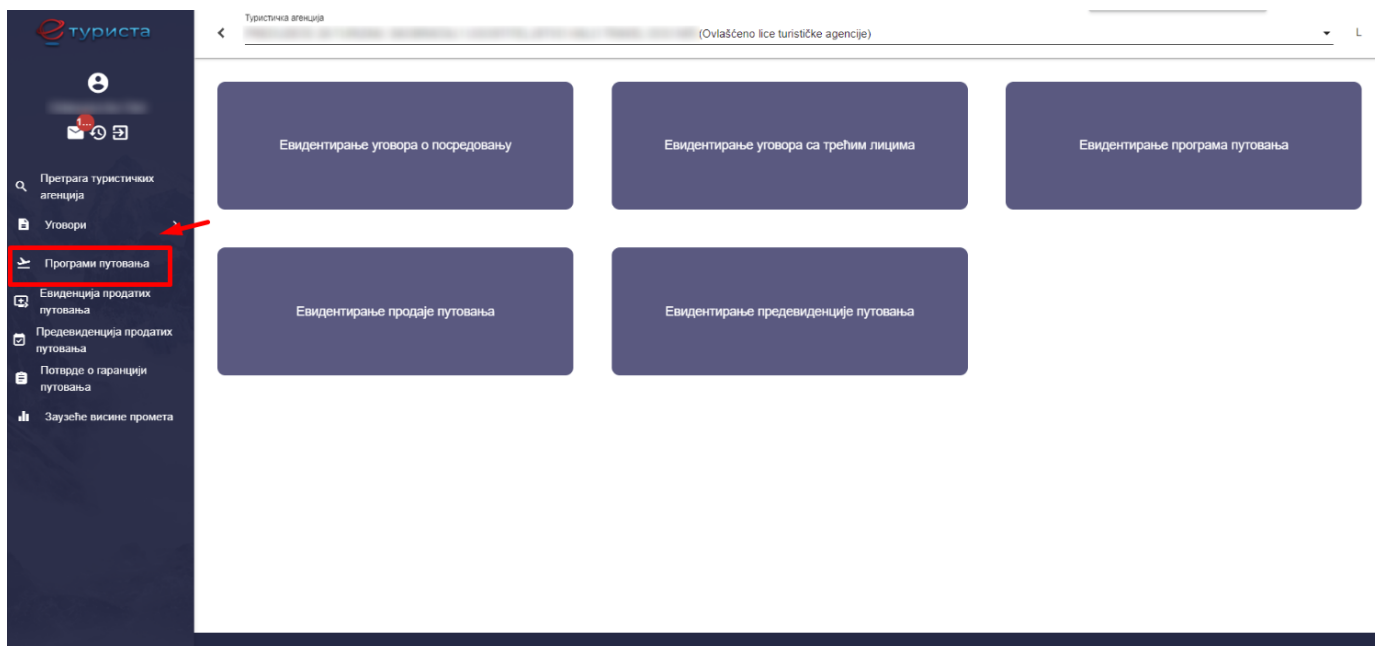 туриста
1...
Претрага туристичких
агенција
Уговори
Програми путовања
Евиденција продатих
путовања
Предевиденција продатих
путовања
Потврде о гаранцији
путовања
Заузеће висине промета
Туристичка агенција
(Ovlašćeno lice turističke agencije)
L
Евидентирање уговора о посредовању
Евидентирање уговора са трећим лицима
Евидентирање програма путовања
Евидентирање продаје путовања
Евидентирање предевиденције путовања